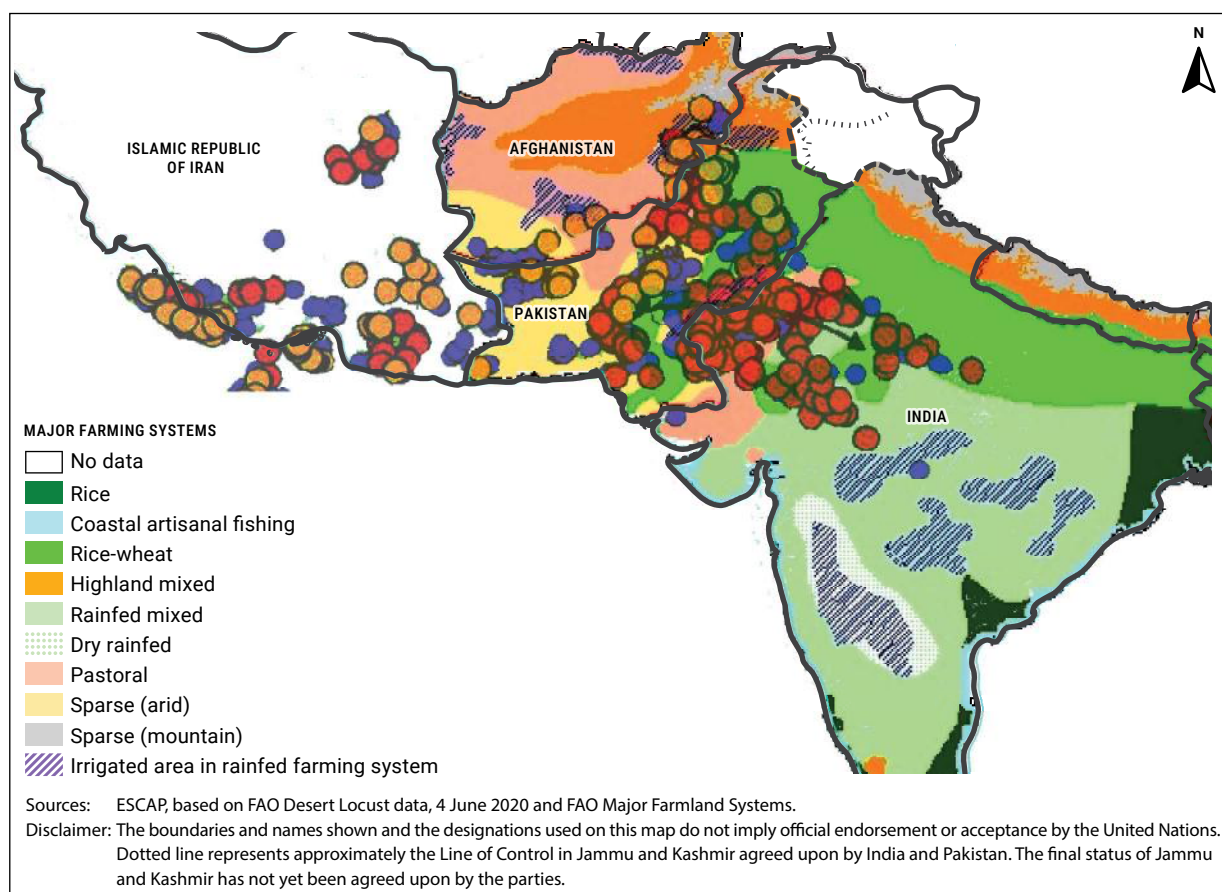 N
ISLAMIC REPUBLIC
OF IRAN
AFGHANISTAN
PAKISTAN
INDIA
MAJOR FARMING SYSTEMS
No data
Rice
Coastal artisanal fishing
Rice-wheat
Highland mixed
Rainfed mixed
Dry rainfed
Pastoral
Sparse (arid)
Sparse (mountain)
Irrigated area in rainfed farming system
Sources: ESCAP, based on FAO Desert Locust data, 4 June 2020 and FAO Major Farmland Systems.
Disclaimer: The boundaries and names shown and the designations used on this map do not imply official endorsement or acceptance by the United Nations.
Dotted line represents approximately the Line of Control in Jammu and Kashmir agreed upon by India and Pakistan. The final status of Jammu
and Kashmir has not yet been agreed upon by the parties.